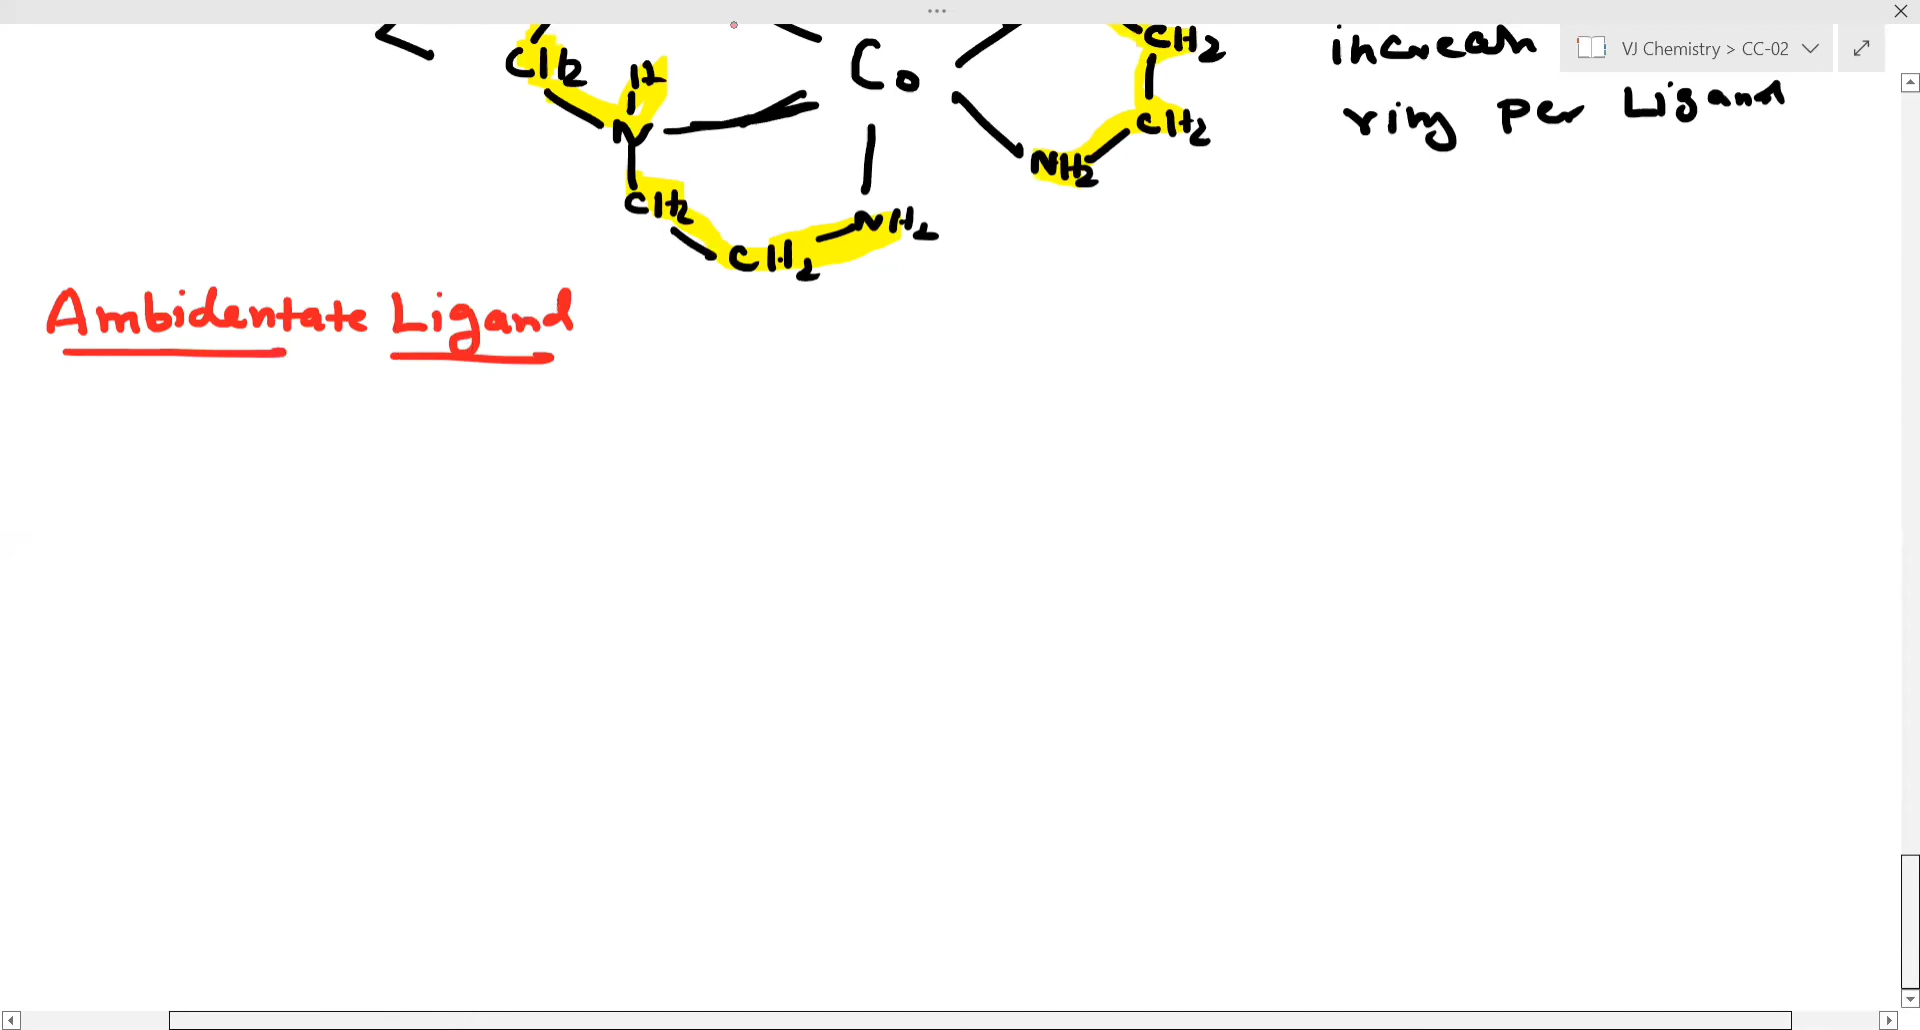 VJ Chemistry > CC-02
CH2 H Co CH2 increase
N CH2 ring per Ligand
NH2
CH2 NH2
CH2
Ambidentate Ligand